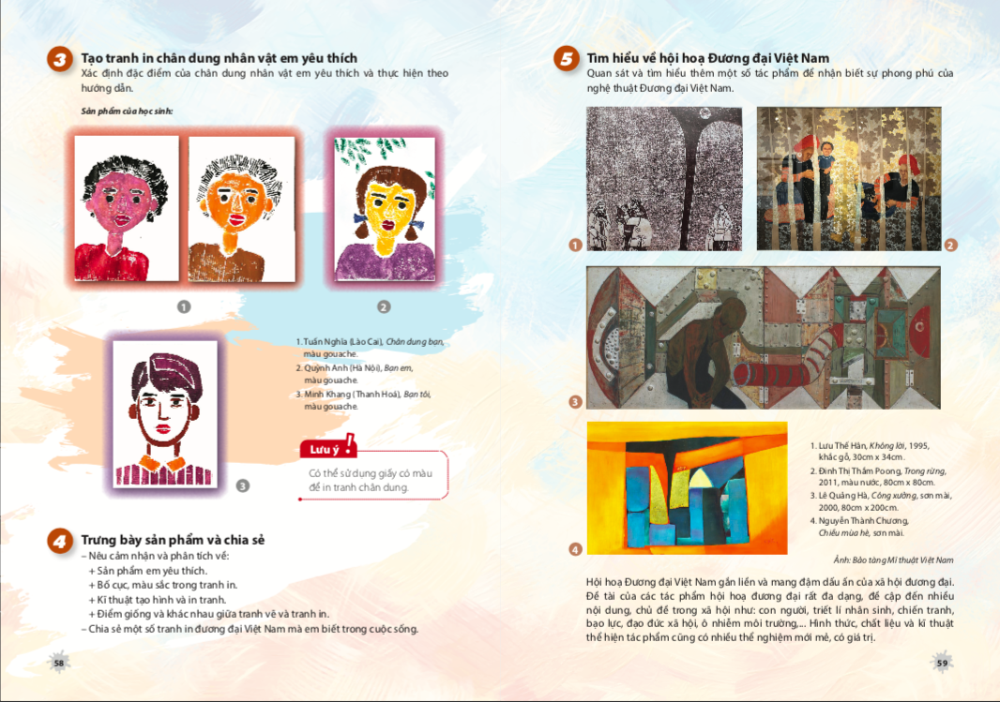 3 Tạo tranh in chân dung nhân vật em yêu thích
Xác định đặc điểm của chân dung nhân vật em yêu thích và thực hiện theo
hướng dẫn.
Sản phẩm của học sinh:
1
2
3
1. Tuấn Nghĩa (Lào Cai), Chân dung bạn,
màu gouache.
2. Quỳnh Anh (Hà Nội), Bạn em,
màu gouache.
3. Minh Khang (Thanh Hoá), Bạn tôi,
màu gouache.
Lưu ý !
Có thể sử dụng giấy có màu
để in tranh chân dung.
4 Trưng bày sản phẩm và chia sẻ
– Nêu cảm nhận và phân tích về:
+ Sản phẩm em yêu thích.
+ Bố cục, màu sắc trong tranh in.
+ Kĩ thuật tạo hình và in tranh.
+ Điểm giống và khác nhau giữa tranh vẽ và tranh in.
– Chia sẻ một số tranh in đương đại Việt Nam mà em biết trong cuộc sống.
58
5 Tìm hiểu về hội hoạ Đương đại Việt Nam
Quan sát và tìm hiểu thêm một số tác phẩm để nhận biết sự phong phú của
nghệ thuật Đương đại Việt Nam.
1
2
3
4
1. Lưu Thế Hàn, Không lời, 1995,
khắc gỗ, 30cm x 34cm.
2. Đinh Thị Thắm Poong, Trong rừng,
2011, màu nước, 80cm x 80cm.
3. Lê Quảng Hà, Công xưởng, sơn mài,
2000, 80cm x 200cm.
4. Nguyễn Thành Chương,
Chiều mùa hè, sơn mài.
Ảnh: Bảo tàng Mĩ thuật Việt Nam
Hội hoạ Đương đại Việt Nam gắn liền và mang đậm dấu ấn của xã hội đương đại.
Đề tài của các tác phẩm hội hoạ đương đại rất đa dạng, đề cập đến nhiều
nội dung, chủ đề trong xã hội như: con người, triết lí nhân sinh, chiến tranh,
bạo lực, đạo đức xã hội, ô nhiễm môi trường,... Hình thức, chất liệu và kĩ thuật
thể hiện tác phẩm cũng có nhiều thể nghiệm mới mẻ, có giá trị.
59